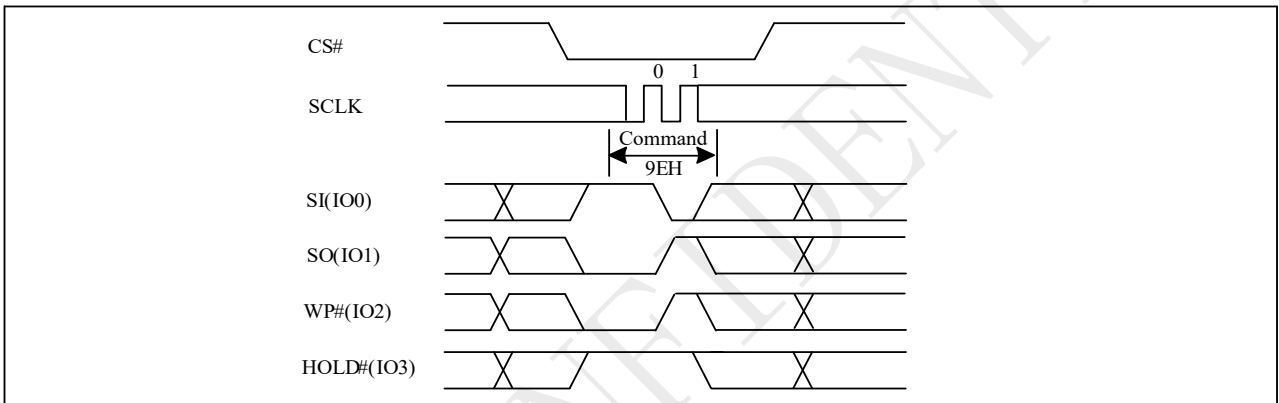 CS#
0 1
SCLK
Command
9EH
SI(IO0)
SO(IO1)
WP#(IO2)
HOLD#(IO3)